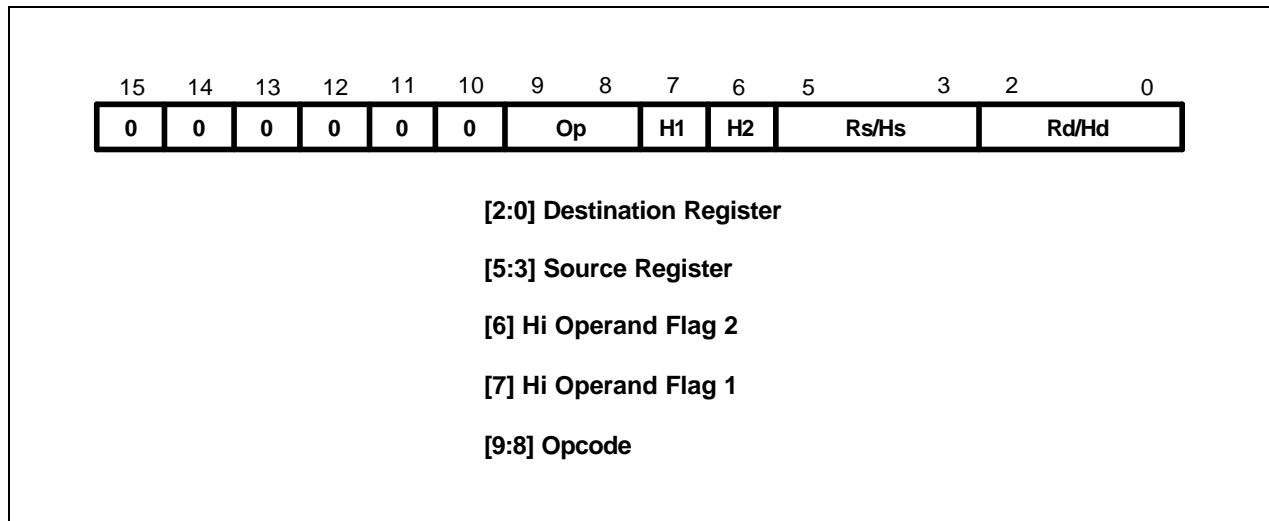 15 14 13 12 11 10 9 8 7 6 5 3 2 0
0 0 0 0 0 0 Op H1 H2 Rs/Hs Rd/Hd
[2:0] Destination Register
[5:3] Source Register
[6] Hi Operand Flag 2
[7] Hi Operand Flag 1
[9:8] Opcode